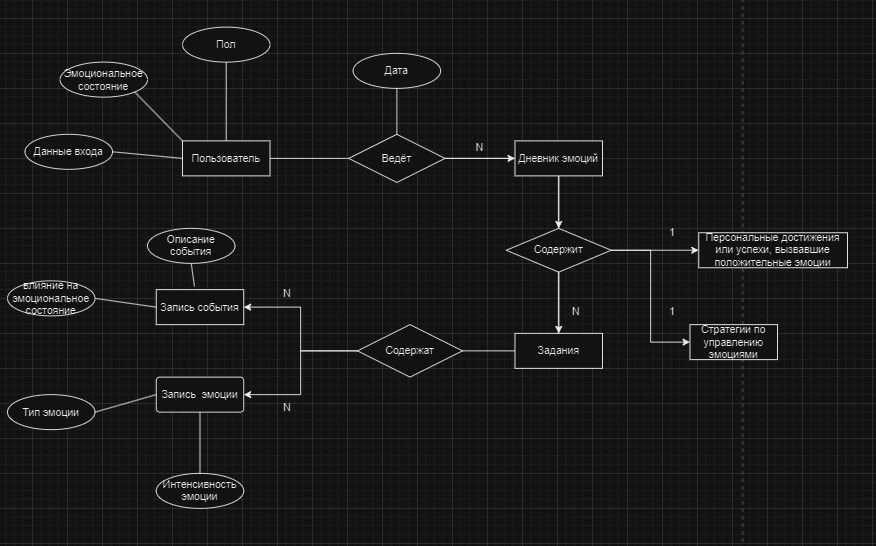 Пол
Эмоциональное
состояние
Дата
Данные входа
Пользователь
Ведёт
N
Дневник эмоций
Описание
события
Содержит
1
Персональные достижения
или успехи, вызвавшие
положительные эмоции
влияние на
эмоциональное
состояние
Запись события
N
N
1
Стратегии по
управлению
эмоциями
Содержат
Задания
Запись эмоции
N
Тип эмоции
Интенсивность
эмоции